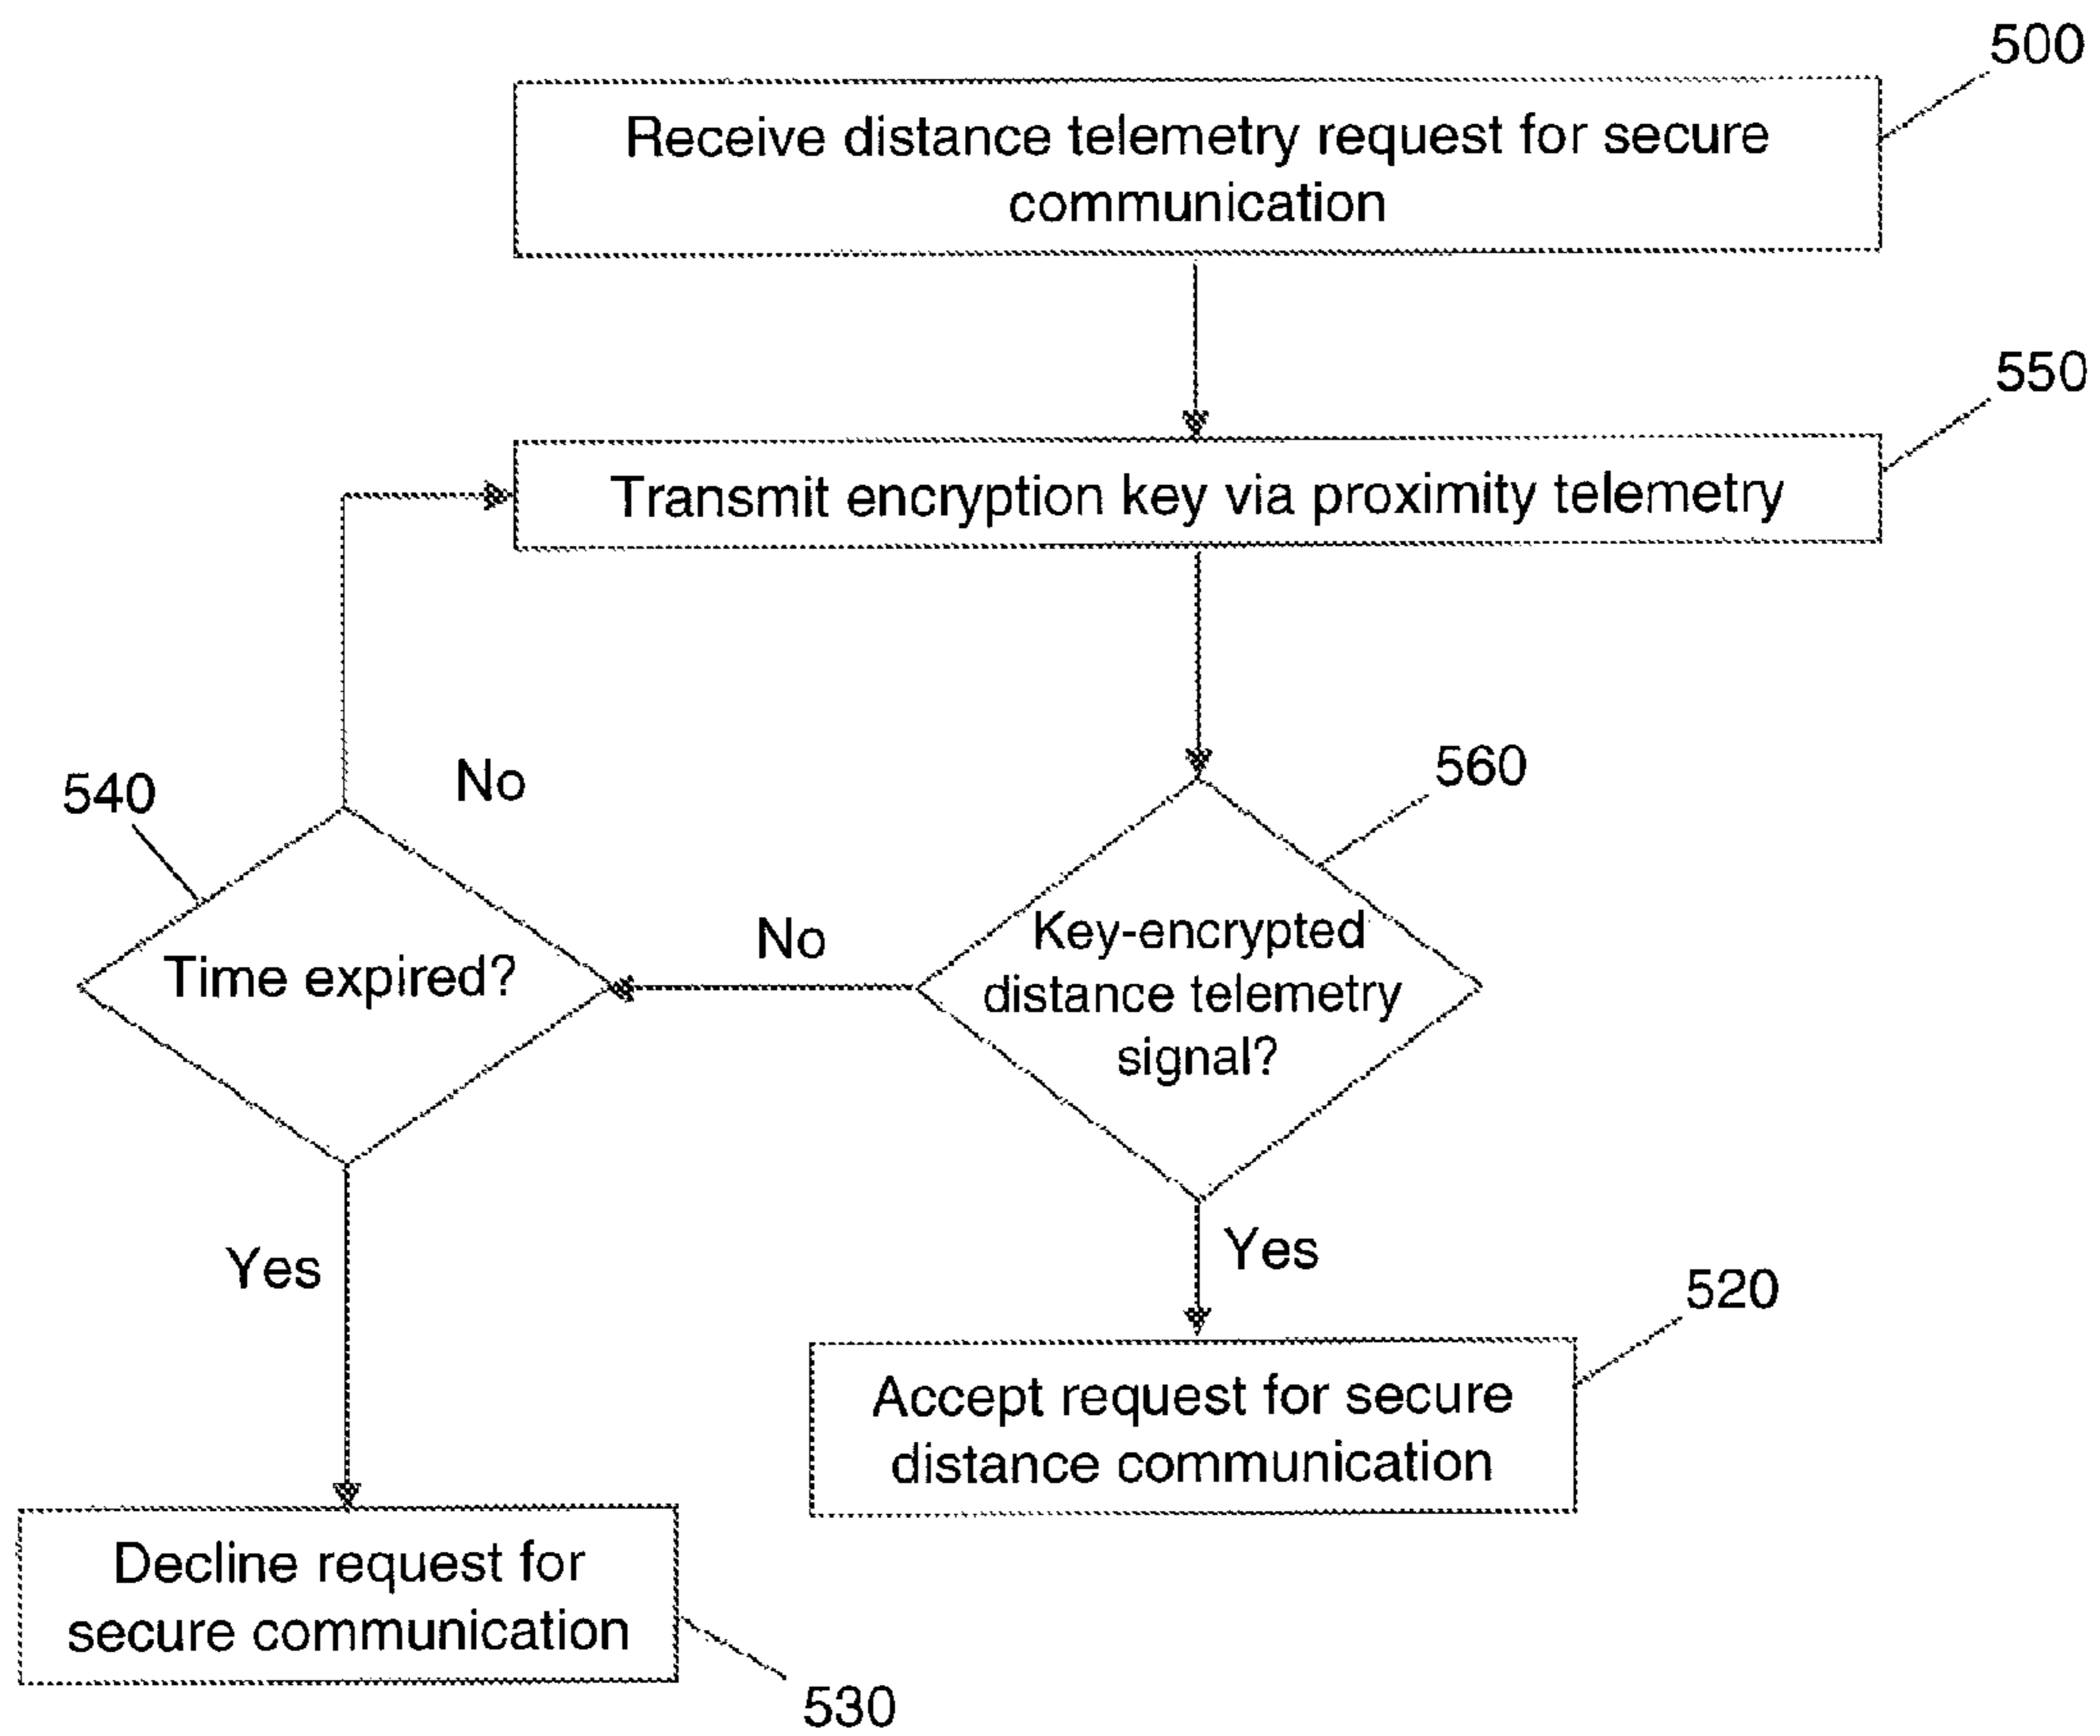 500
Receive distance telemetry request for secure
communication
550
Transmit encryption key via proximity telemetry
560
540
No
Key-encrypted
distance telemetry
signal?
No
Time expired?
Yes
Yes
520
Accept request for secure
distance communication
Decline request for
secure communication
530